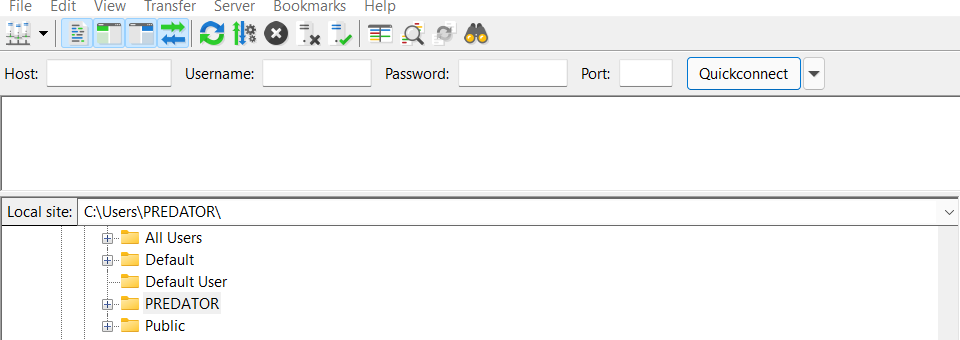 File Edit View Transfer Server Bookmarks Help
Host: Username: Password: Port: Quickconnect
Local site: C:\Users\PREDATOR\
All Users
Default
Default User
PREDATOR
Public